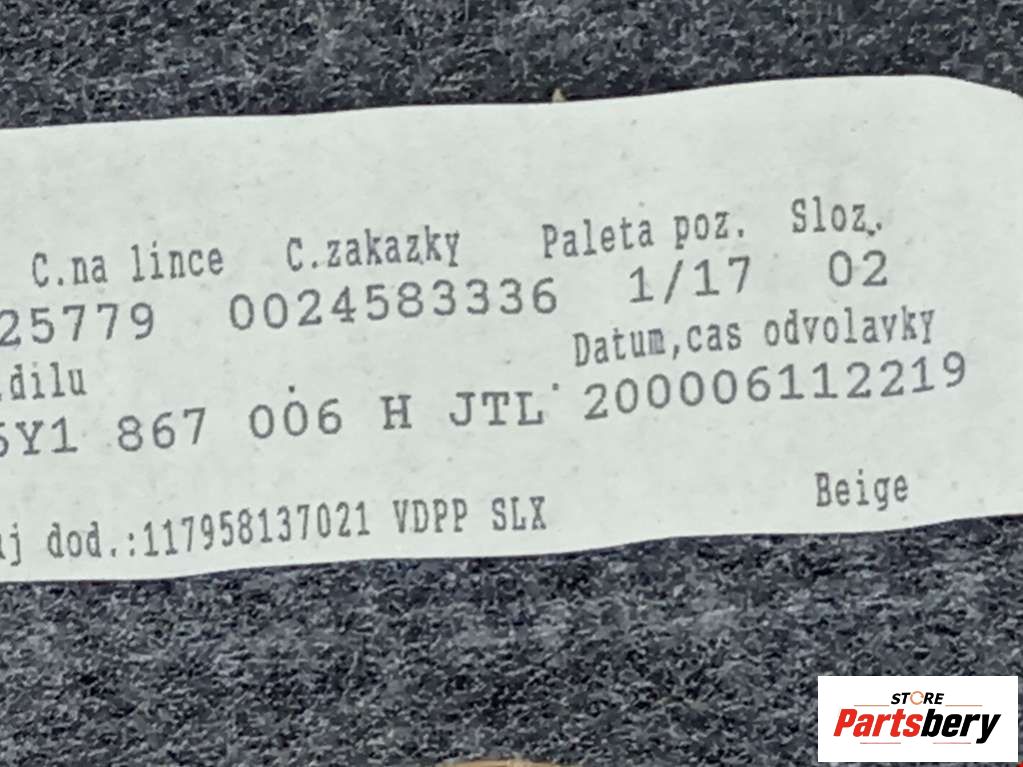 C.na lince C.zakazky Paleta poz. Sloz.
25779 0024583336 1/17 02
.dilu Datum,cas odvolavky
6Y1 867 006 H JTL 200006112219
j dod.:117958137021 VDPP SLX Beige
STORE
Partsbery